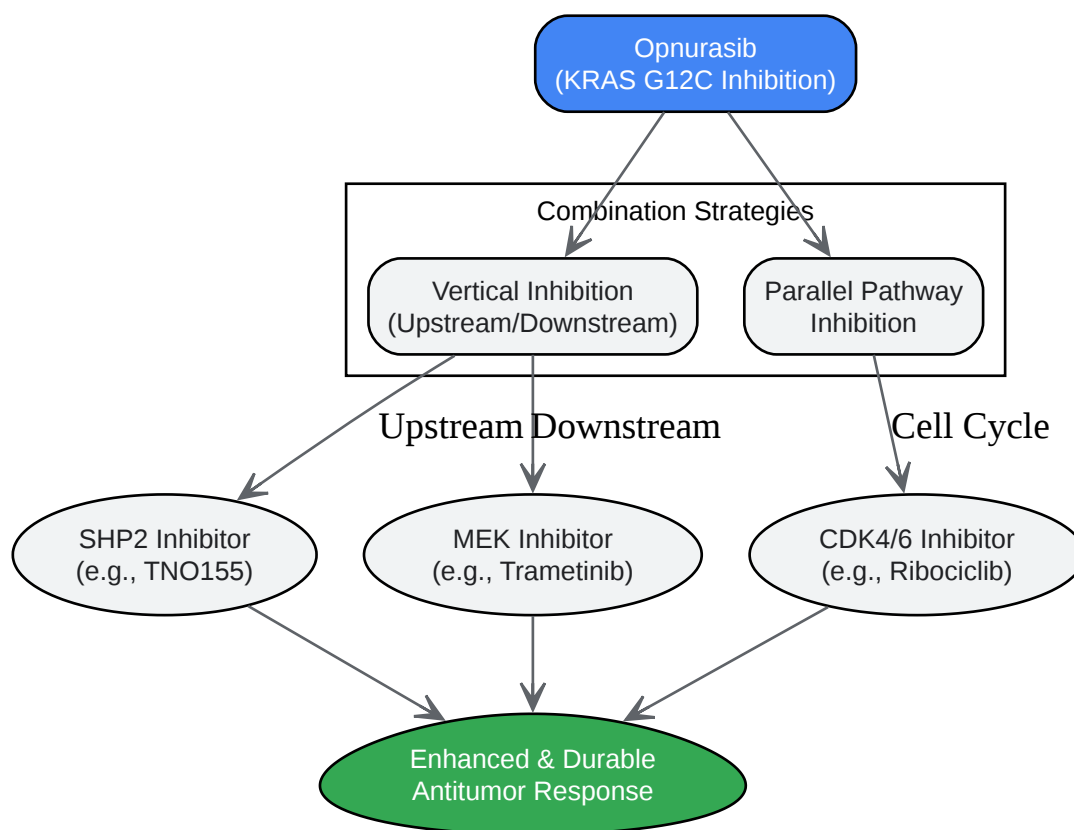 Opnurasib
(KRAS G12C Inhibition)
Combination Strategies
Vertical Inhibition
(Upstream/Downstream)
Parallel Pathway
Inhibition
Upstream
Downstream
Cell Cycle
SHP2 Inhibitor
(e.g., TNO155)
MEK Inhibitor
(e.g., Trametinib)
CDK4/6 Inhibitor
(e.g., Ribociclib)
Enhanced & Durable
Antitumor Response